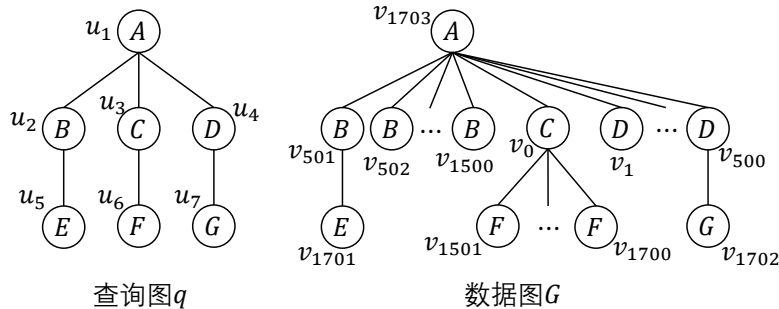 u₁ A v₁₇₀₃ A
u₂ B u₃ C D u₄ B B ⋯ B C D ⋯ D
v₅₀₁ v₅₀₂ v₁₅₀₀ v₀ v₁ v₅₀₀
u₅ E u₆ F u₇ G E F ⋯ F G
v₁₇₀₁ v₁₅₀₁ v₁₇₀₀ v₁₇₀₂
查询图q 数据图G